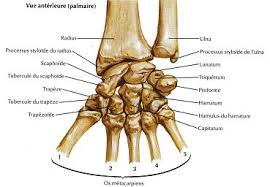 Vue antérieure (palmaire)
Radius
Processus styloïde du radius
Scaphoïde
Tubercule du scaphoïde
Trapèze
Tubercule du trapèze
Trapézoïde
Ulna
Processus styloïde de l'ulna
Lunatum
Triquétrum
Pisiforme
Hamatum
Hamulus du hamatum
Capitatum
1
2
3
4
5
Os métacarpiens